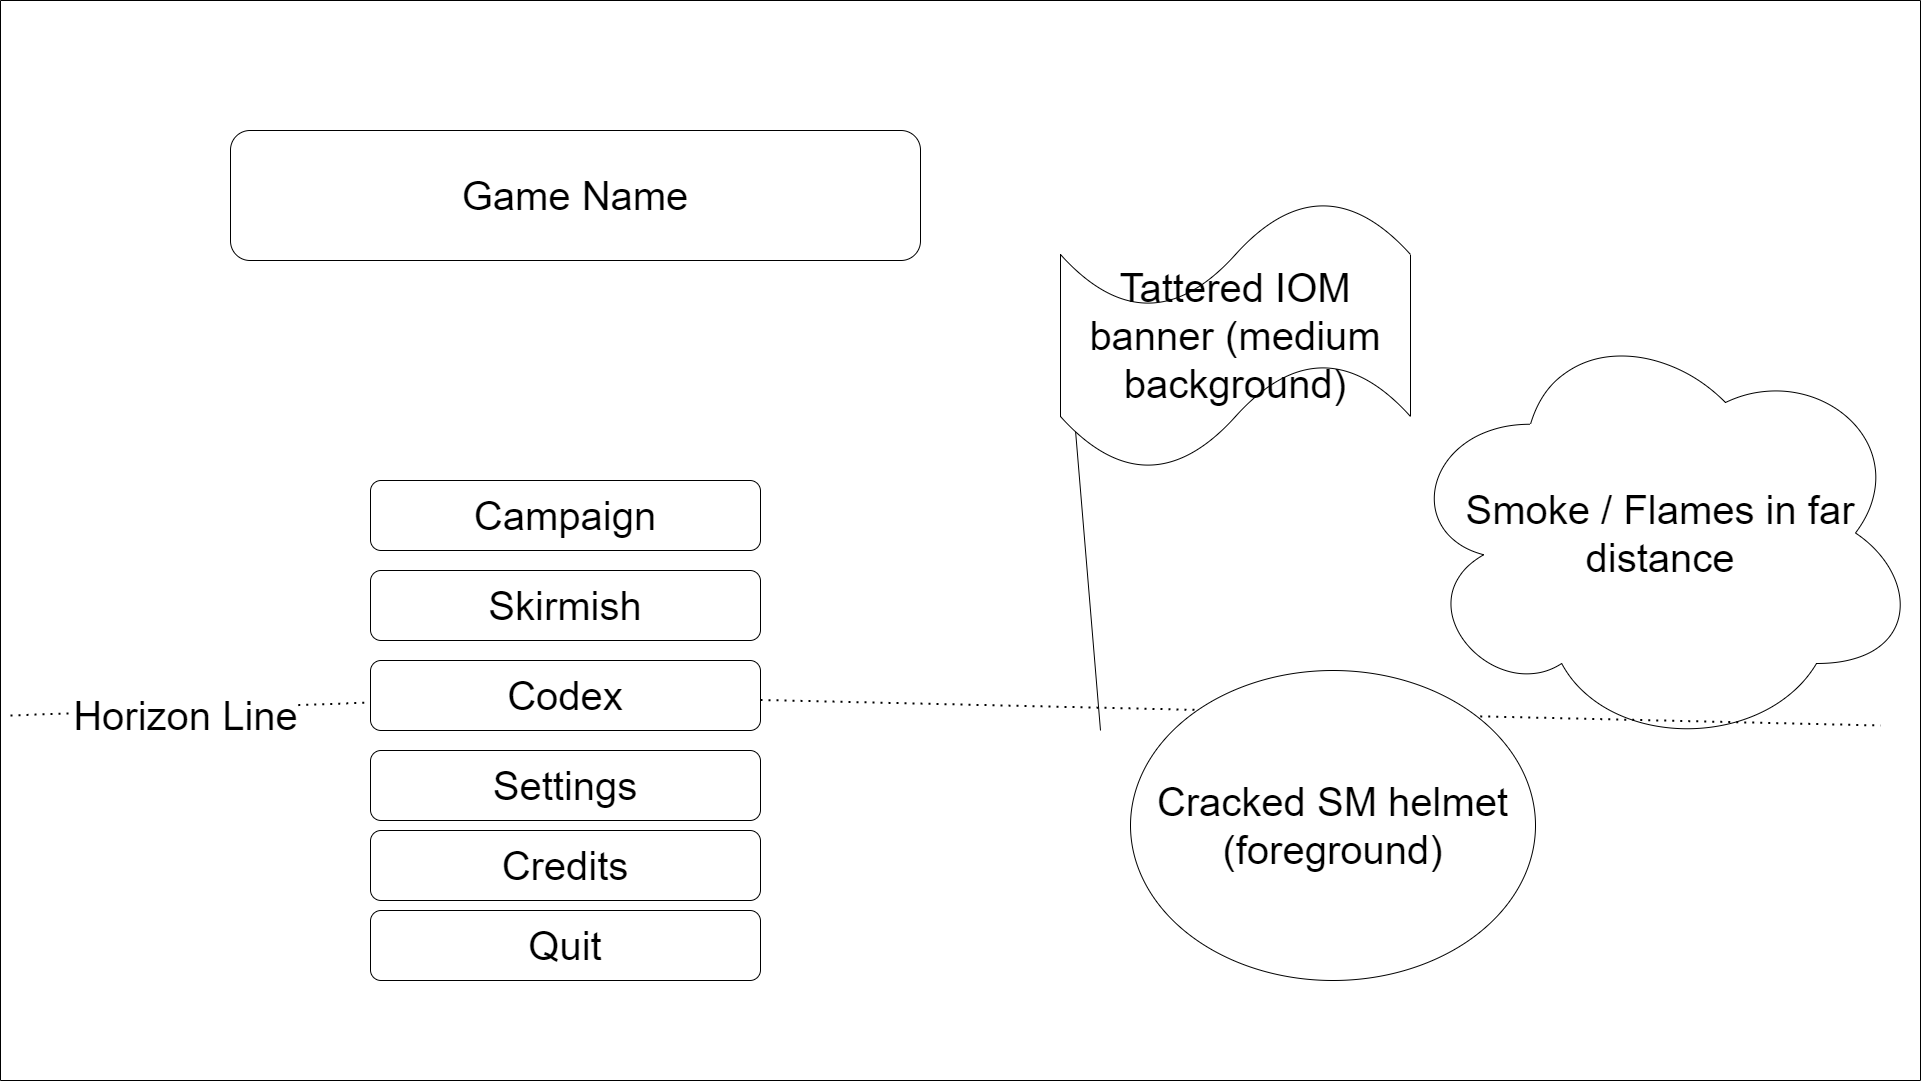 Game Name
Tattered IOM
banner (medium
background)
Smoke / Flames in far
distance
Campaign
Skirmish
Codex
Horizon Line
Settings
Credits
Quit
Cracked SM helmet
(foreground)